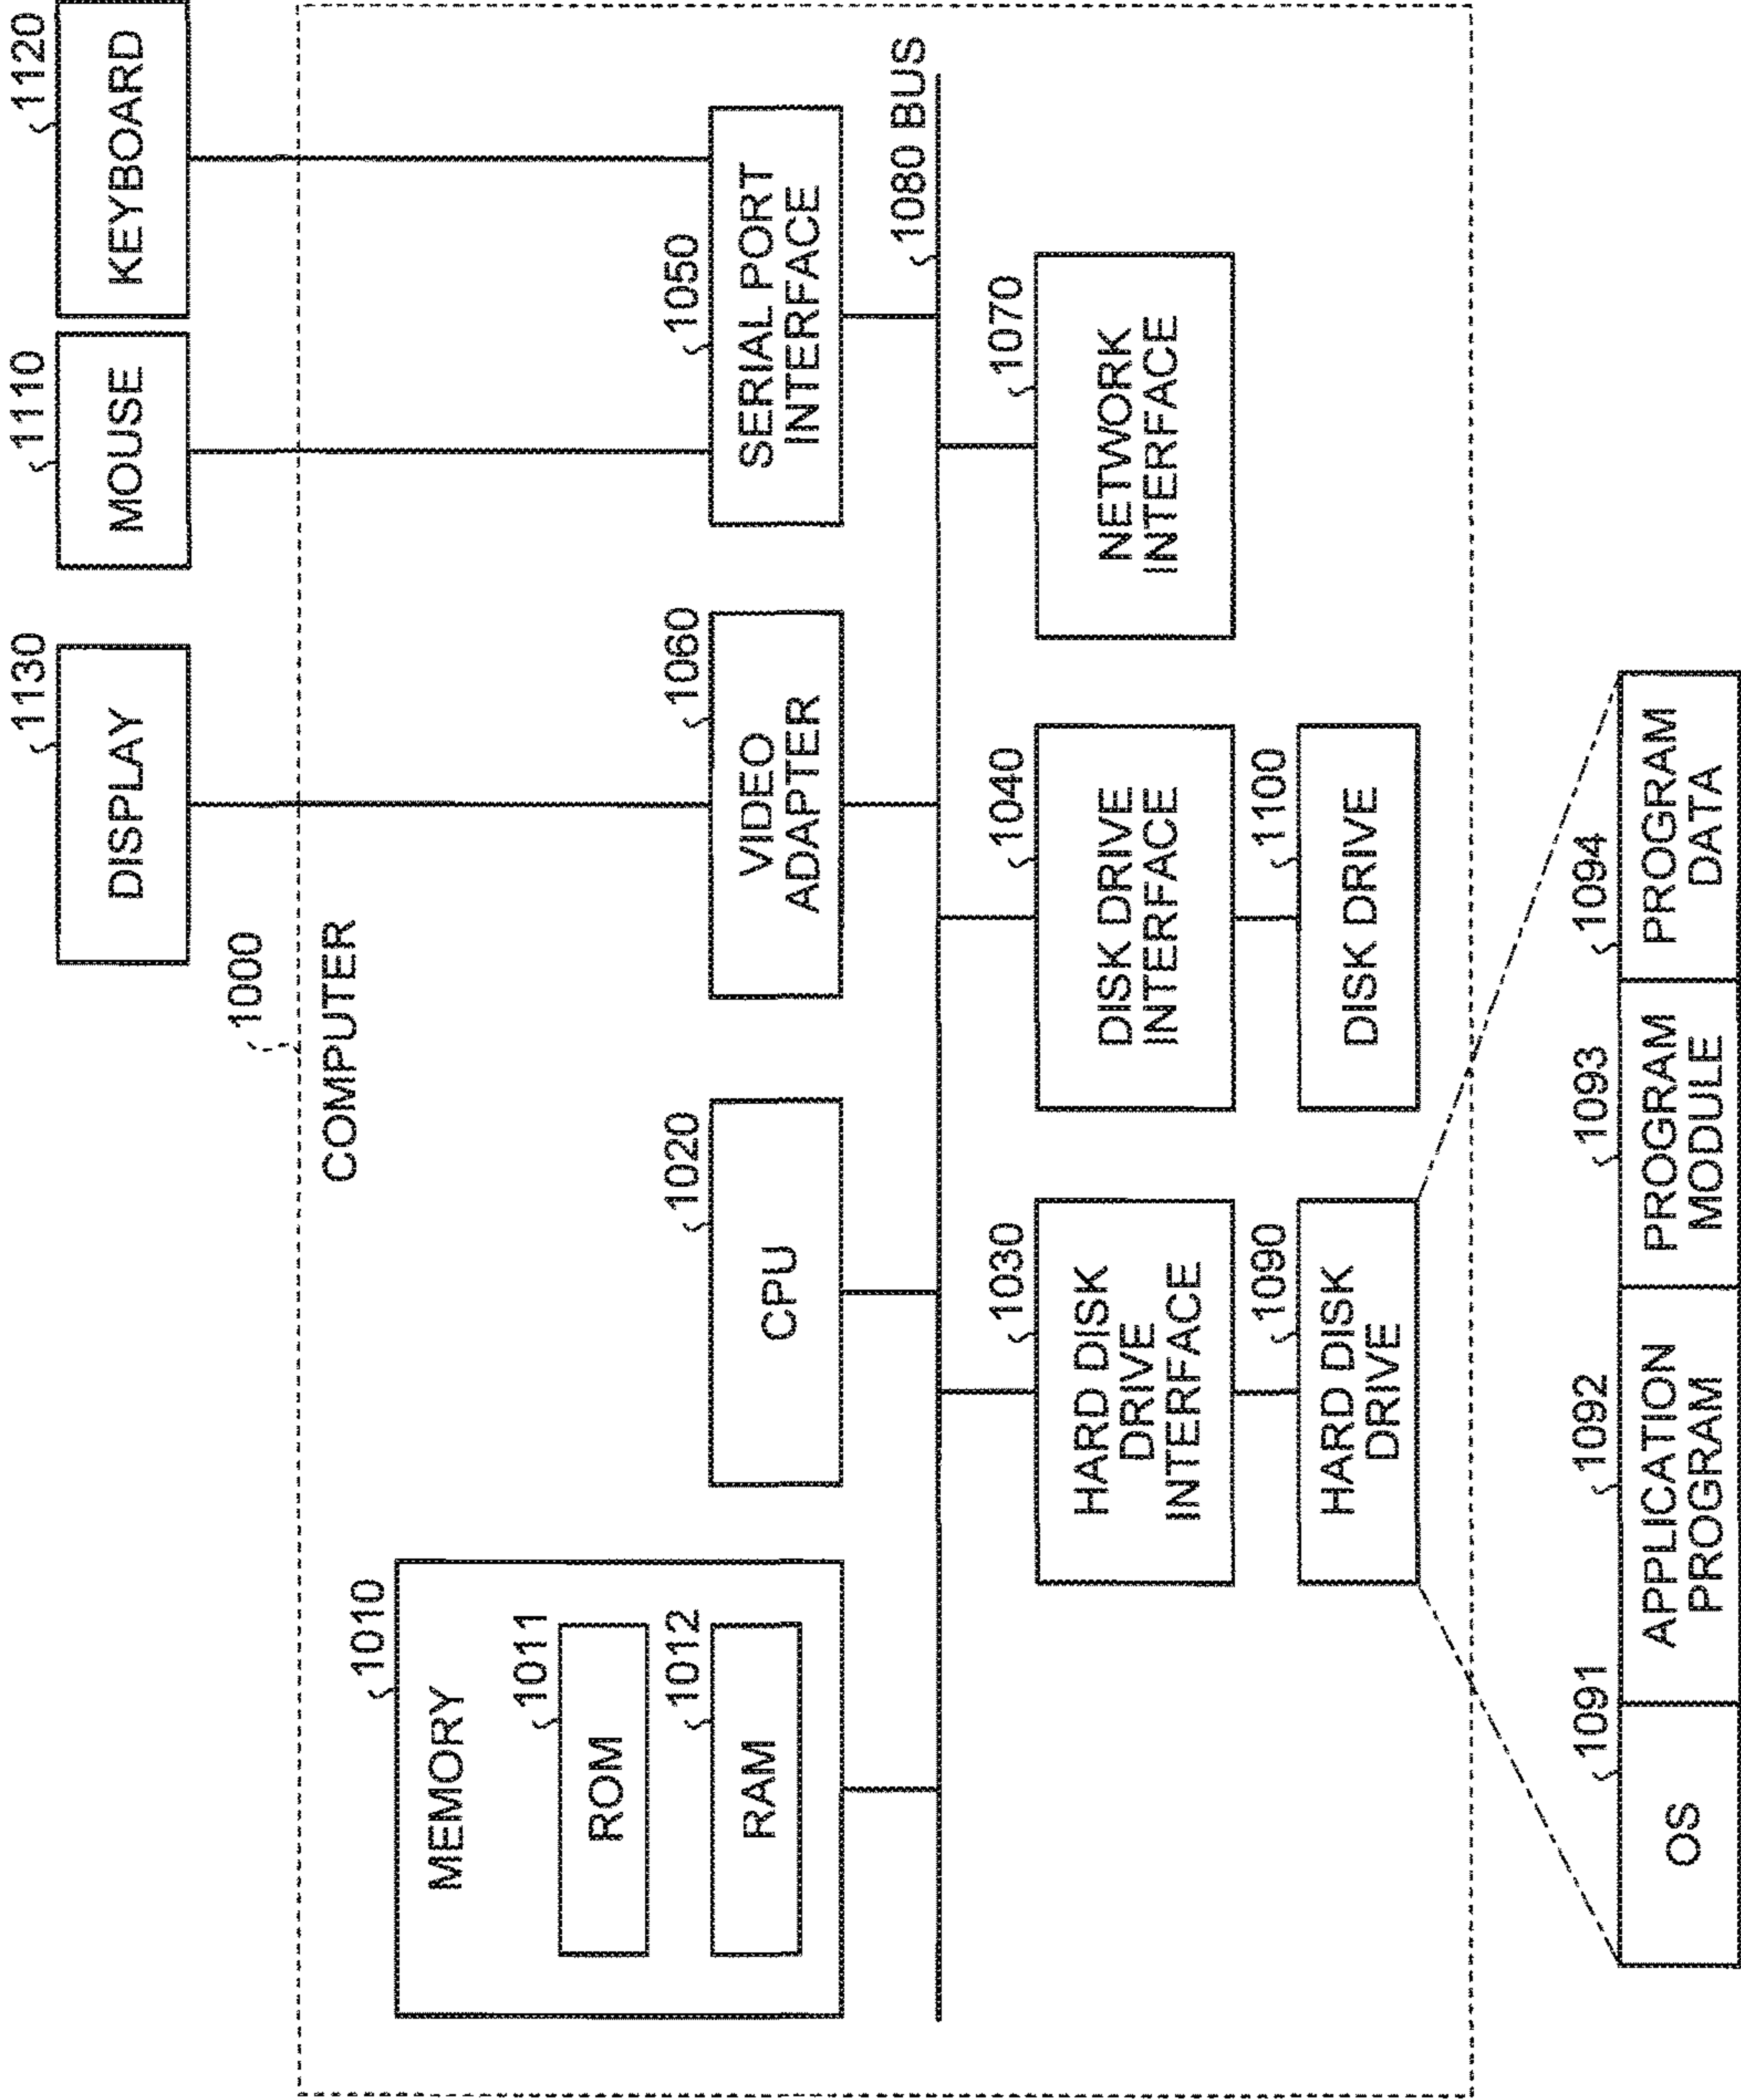 1130
DISPLAY
1110
MOUSE
1120
KEYBOARD
1000
COMPUTER
1010
MEMORY
1011
ROM
1012
RAM
1020
CPU
1060
VIDEO
ADAPTER
1050
SERIAL PORT
INTERFACE
1080 BUS
1030
HARD DISK
DRIVE
INTERFACE
1040
DISK DRIVE
INTERFACE
1070
NETWORK
INTERFACE
1090
HARD DISK
DRIVE
1100
DISK DRIVE
1091
OS
1092
APPLICATION
PROGRAM
1093
PROGRAM
MODULE
1094
PROGRAM
DATA